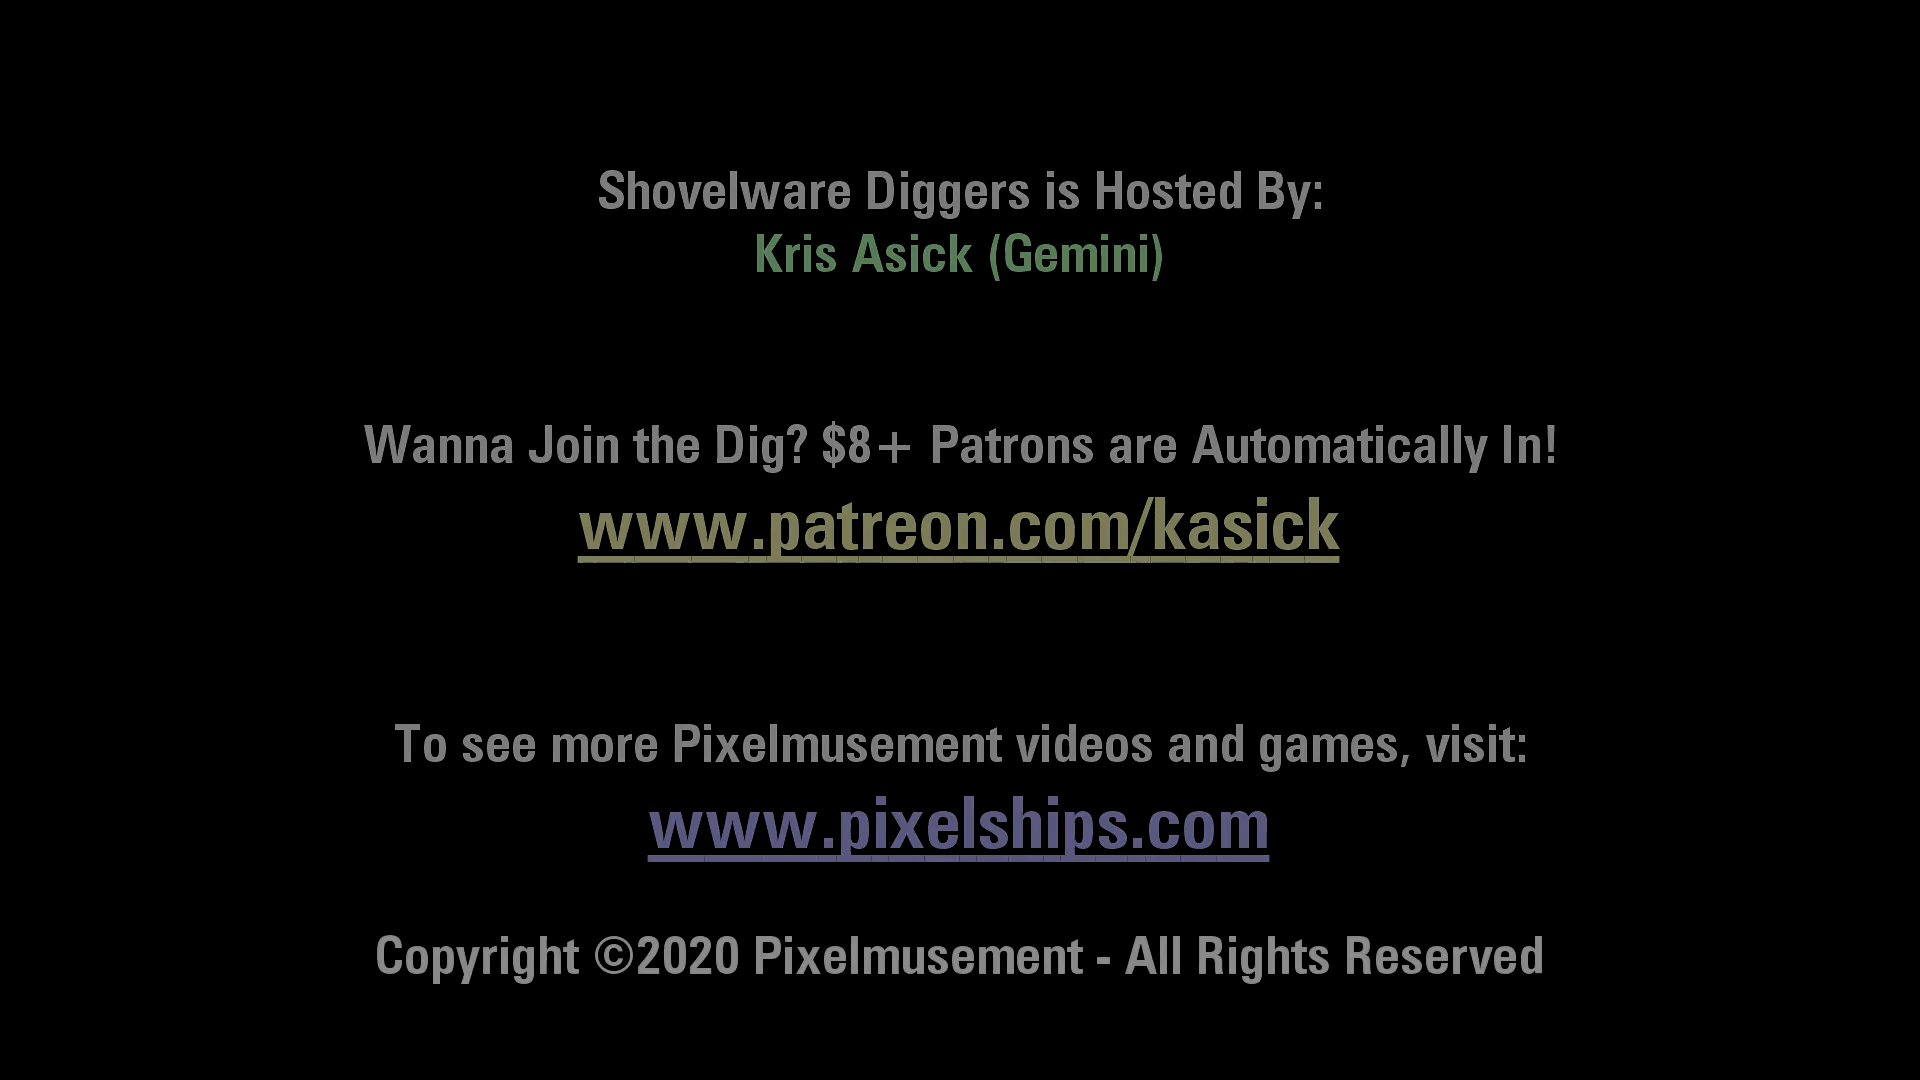 Shovelware Diggers is Hosted By:
Kris Asick (Gemini)
Wanna Join the Dig? $8+ Patrons are Automatically In!
www.patreon.com/kasick
To see more Pixelmusement videos and games, visit:
www.pixelships.com
Copyright ©2020 Pixelmusement - All Rights Reserved